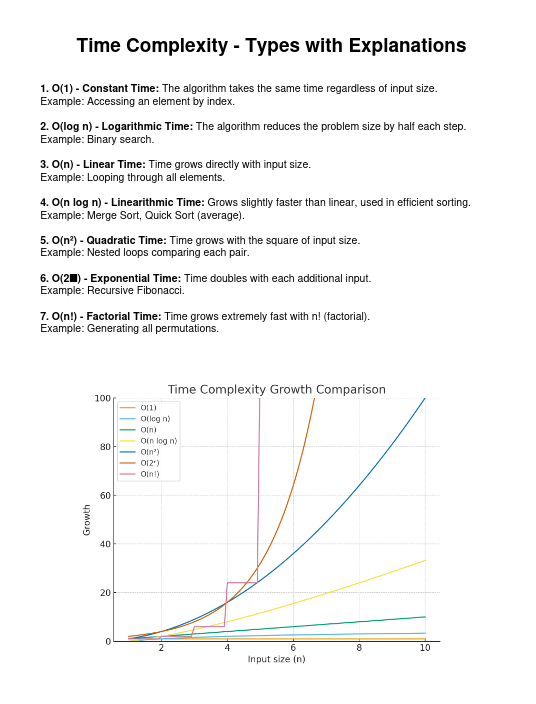 Time Complexity - Types with Explanations
1. O(1) - Constant Time: The algorithm takes the same time regardless of input size.
Example: Accessing an element by index.
2. O(log n) - Logarithmic Time: The algorithm reduces the problem size by half each step.
Example: Binary search.
3. O(n) - Linear Time: Time grows directly with input size.
Example: Looping through all elements.
4. O(n log n) - Linearithmic Time: Grows slightly faster than linear, used in efficient sorting.
Example: Merge Sort, Quick Sort (average).
5. O(n²) - Quadratic Time: Time grows with the square of input size.
Example: Nested loops comparing each pair.
6. O(2■) - Exponential Time: Time doubles with each additional input.
Example: Recursive Fibonacci.
7. O(n!) - Factorial Time: Time grows extremely fast with n! (factorial).
Example: Generating all permutations.
Time Complexity Growth Comparison
100
80
60
40
20
0
Growth
O(1)
O(log n)
O(n)
O(n log n)
O(n²)
O(2ⁿ)
O(n!)
2 4 6 8 10
Input size (n)